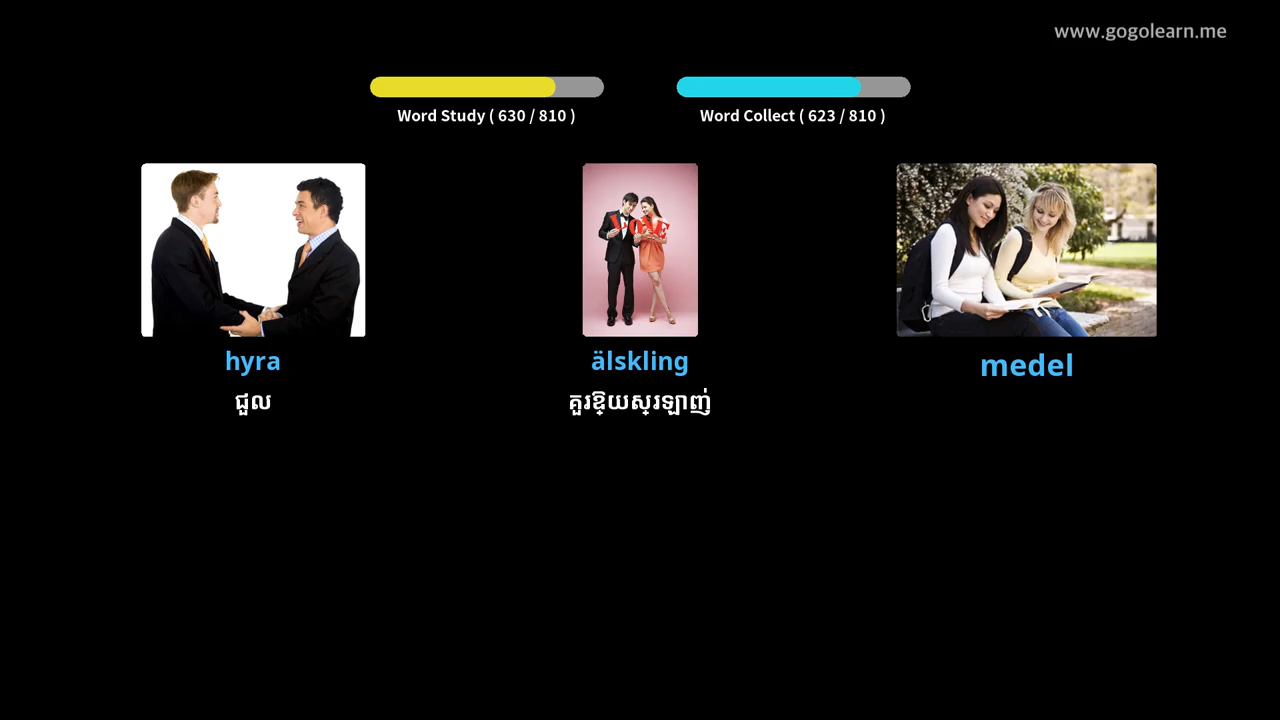 www.gogolearn.me
Word Study ( 630 / 810 )
Word Collect ( 623 / 810 )
LOVE
hyra
älskling
medel
ជួល
គួរឱ្យស្រឡាញ់